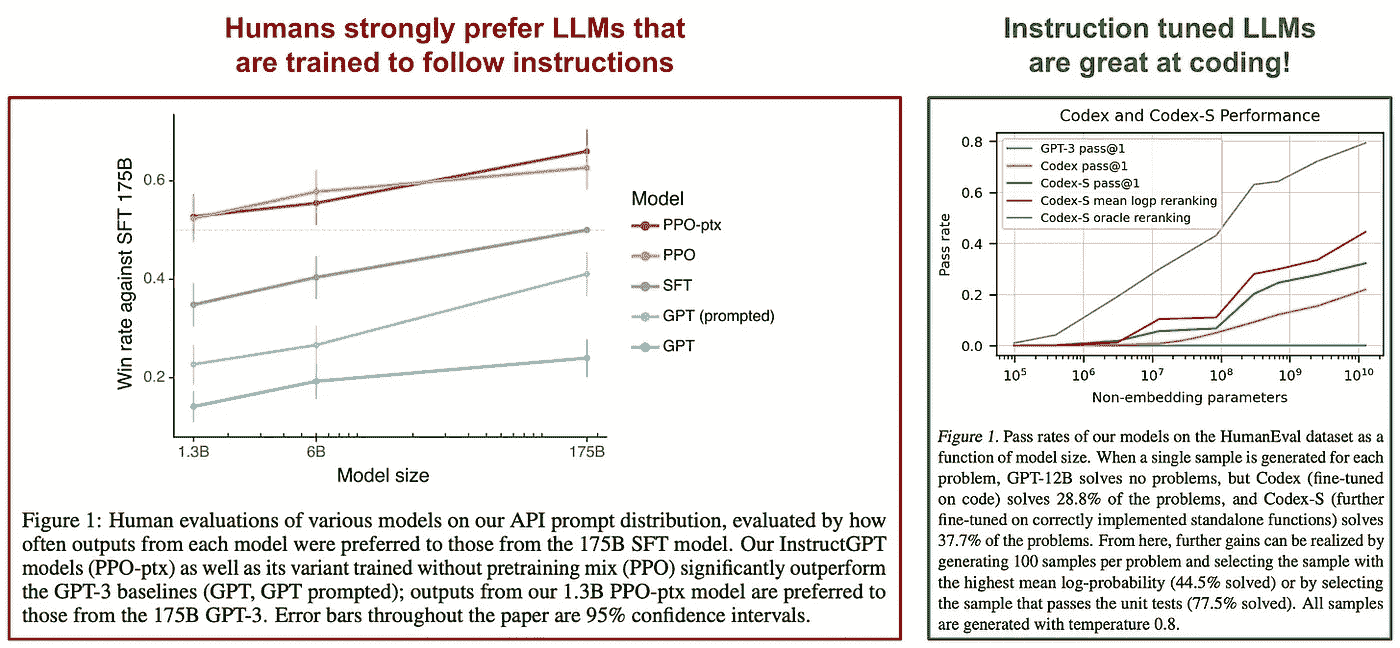 Humans strongly prefer LLMs that
are trained to follow instructions
Win rate against SFT 175B
0.6
0.4
0.2
1.3B
6B
175B
Model size
Model
PPO-ptx
PPO
SFT
GPT (prompted)
GPT
Figure 1: Human evaluations of various models on our API prompt distribution, evaluated by how
often outputs from each model were preferred to those from the 175B SFT model. Our InstructGPT
models (PPO-ptx) as well as its variant trained without pretraining mix (PPO) significantly outperform
the GPT-3 baselines (GPT, GPT prompted); outputs from our 1.3B PPO-ptx model are preferred to
those from the 175B GPT-3. Error bars throughout the paper are 95% confidence intervals.
Instruction tuned LLMs
are great at coding!
Codex and Codex-S Performance
Pass rate
0.8
0.6
0.4
0.2
0.0
GPT-3 pass@1
Codex pass@1
Codex-S pass@1
Codex-S mean logp reranking
Codex-S oracle reranking
10⁵
10⁶
10⁷
10⁸
10⁹
10¹⁰
Non-embedding parameters
Figure 1. Pass rates of our models on the HumanEval dataset as a
function of model size. When a single sample is generated for each
problem, GPT-12B solves no problems, but Codex (fine-tuned
on code) solves 28.8% of the problems, and Codex-S (further
fine-tuned on correctly implemented standalone functions) solves
37.7% of the problems. From here, further gains can be realized by
generating 100 samples per problem and selecting the sample with
the highest mean log-probability (44.5% solved) or by selecting
the sample that passes the unit tests (77.5% solved). All samples
are generated with temperature 0.8.